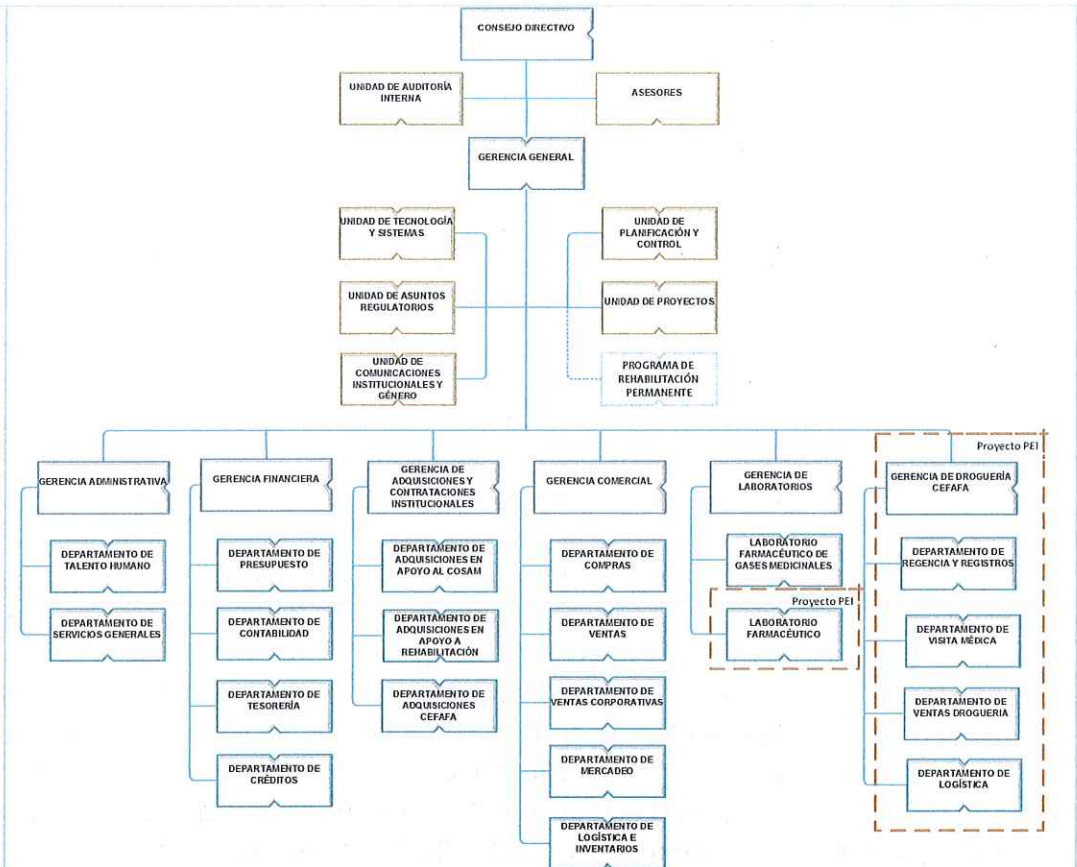 CONSEJO DIRECTIVO
UNIDAD DE AUDITORÍA
INTERNA
ASESORES
GERENCIA GENERAL
UNIDAD DE TECNOLOGÍA
Y SISTEMAS
UNIDAD DE
PLANIFICACIÓN Y
CONTROL
UNIDAD DE ASUNTOS
REGULATORIOS
UNIDAD DE PROYECTOS
UNIDAD DE
COMUNICACIONES
INSTITUCIONALES Y
GÉNERO
PROGRAMA DE
REHABILITACIÓN
PERMANENTE
GERENCIA ADMINISTRATIVA
DEPARTAMENTO DE
TALENTO HUMANO
DEPARTAMENTO DE
SERVICIOS GENERALES
GERENCIA FINANCIERA
DEPARTAMENTO DE
PRESUPUESTO
DEPARTAMENTO
DE CONTABILIDAD
DEPARTAMENTO DE
TESORERÍA
DEPARTAMENTO DE
CRÉDITOS
GERENCIA DE
ADQUISICIONES Y
CONTRATACIONES
INSTITUCIONALES
DEPARTAMENTO DE
ADQUISICIONES EN
APOYO AL COSAM
DEPARTAMENTO DE
ADQUISICIONES EN
APOYO A
REHABILITACIÓN
DEPARTAMENTO DE
ADQUISICIONES
CEFAFA
GERENCIA COMERCIAL
DEPARTAMENTO DE
COMPRAS
DEPARTAMENTO DE
VENTAS
DEPARTAMENTO DE
VENTAS CORPORATIVAS
DEPARTAMENTO DE
MERCADEO
DEPARTAMENTO DE
LOGÍSTICA E
INVENTARIOS
GERENCIA DE
LABORATORIOS
LABORATORIO
FARMACÉUTICO DE
GASES MEDICINALES
Proyecto PEI
LABORATORIO
FARMACÉUTICO
Proyecto PEI
GERENCIA DE DROGUERÍA
CEFAFA
DEPARTAMENTO DE
REGENCIA Y REGISTROS
DEPARTAMENTO DE
VISITA MÉDICA
DEPARTAMENTO DE
VENTAS DROGUERIA
DEPARTAMENTO DE
LOGÍSTICA